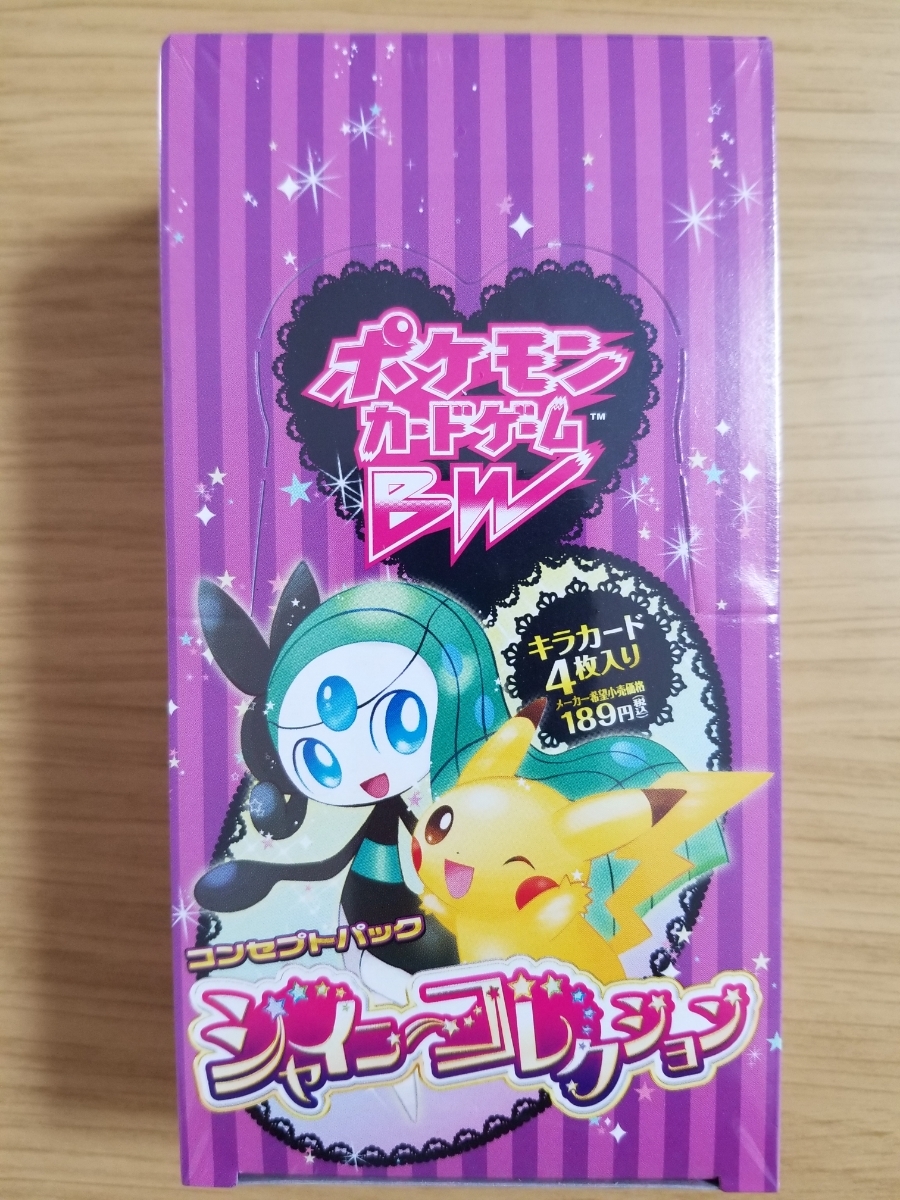 ポケモン
カードゲーム™
BW
キラカード
4枚入り
メーカー希望小売価格
189円(税込)
コンセプトパック
シャイニーコレクション